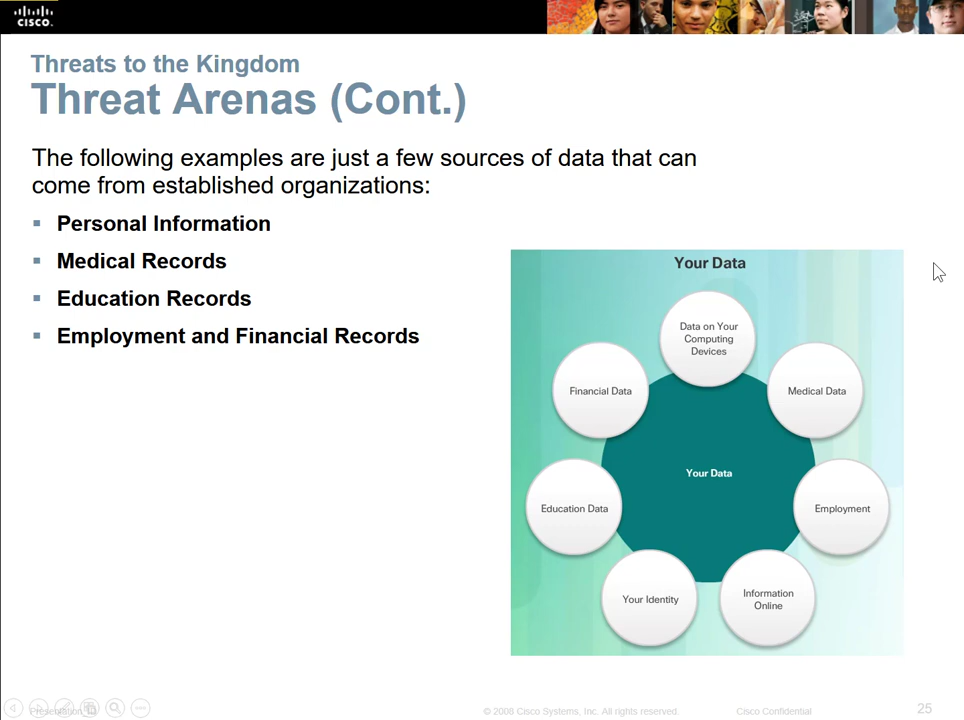 CISCO.
Threats to the Kingdom
Threat Arenas (Cont.)
The following examples are just a few sources of data that can
come from established organizations:
▪ Personal Information
▪ Medical Records
▪ Education Records
▪ Employment and Financial Records
Your Data
Data on Your
Computing
Devices
Financial Data
Medical Data
Your Data
Education Data
Employment
Your Identity
Information
Online
© 2008 Cisco Systems, Inc. All rights reserved.
Cisco Confidential
25